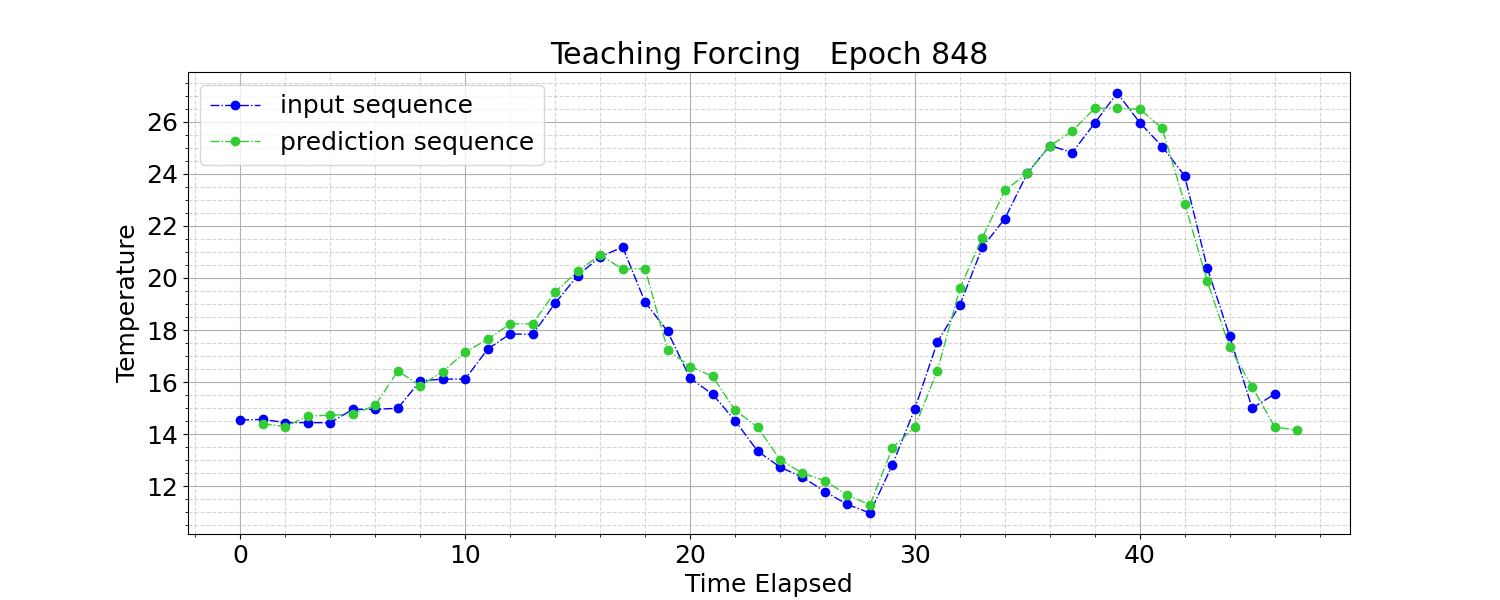 Teaching Forcing   Epoch 848
input sequence
prediction sequence
26
24
22
20
18
16
14
12
Temperature
0 10 20 30 40
Time Elapsed